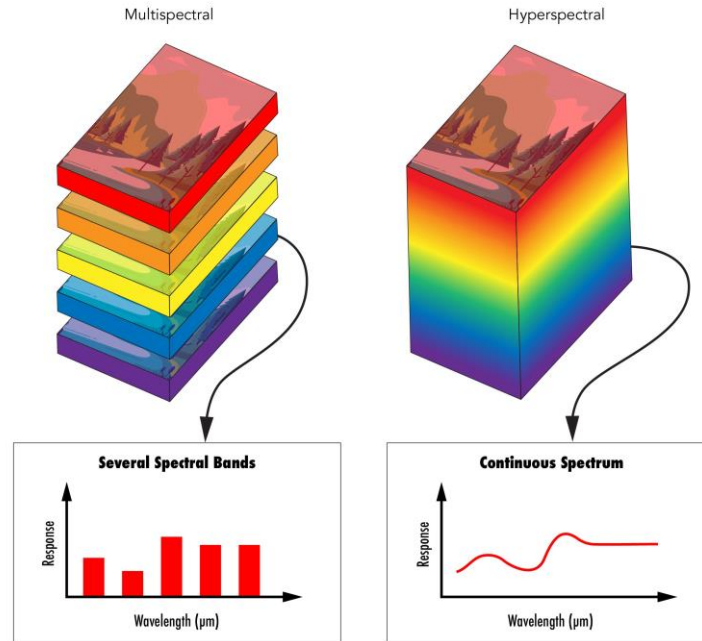 Multispectral
Hyperspectral
Several Spectral Bands
Response
Wavelength (µm)
Continuous Spectrum
Response
Wavelength (µm)